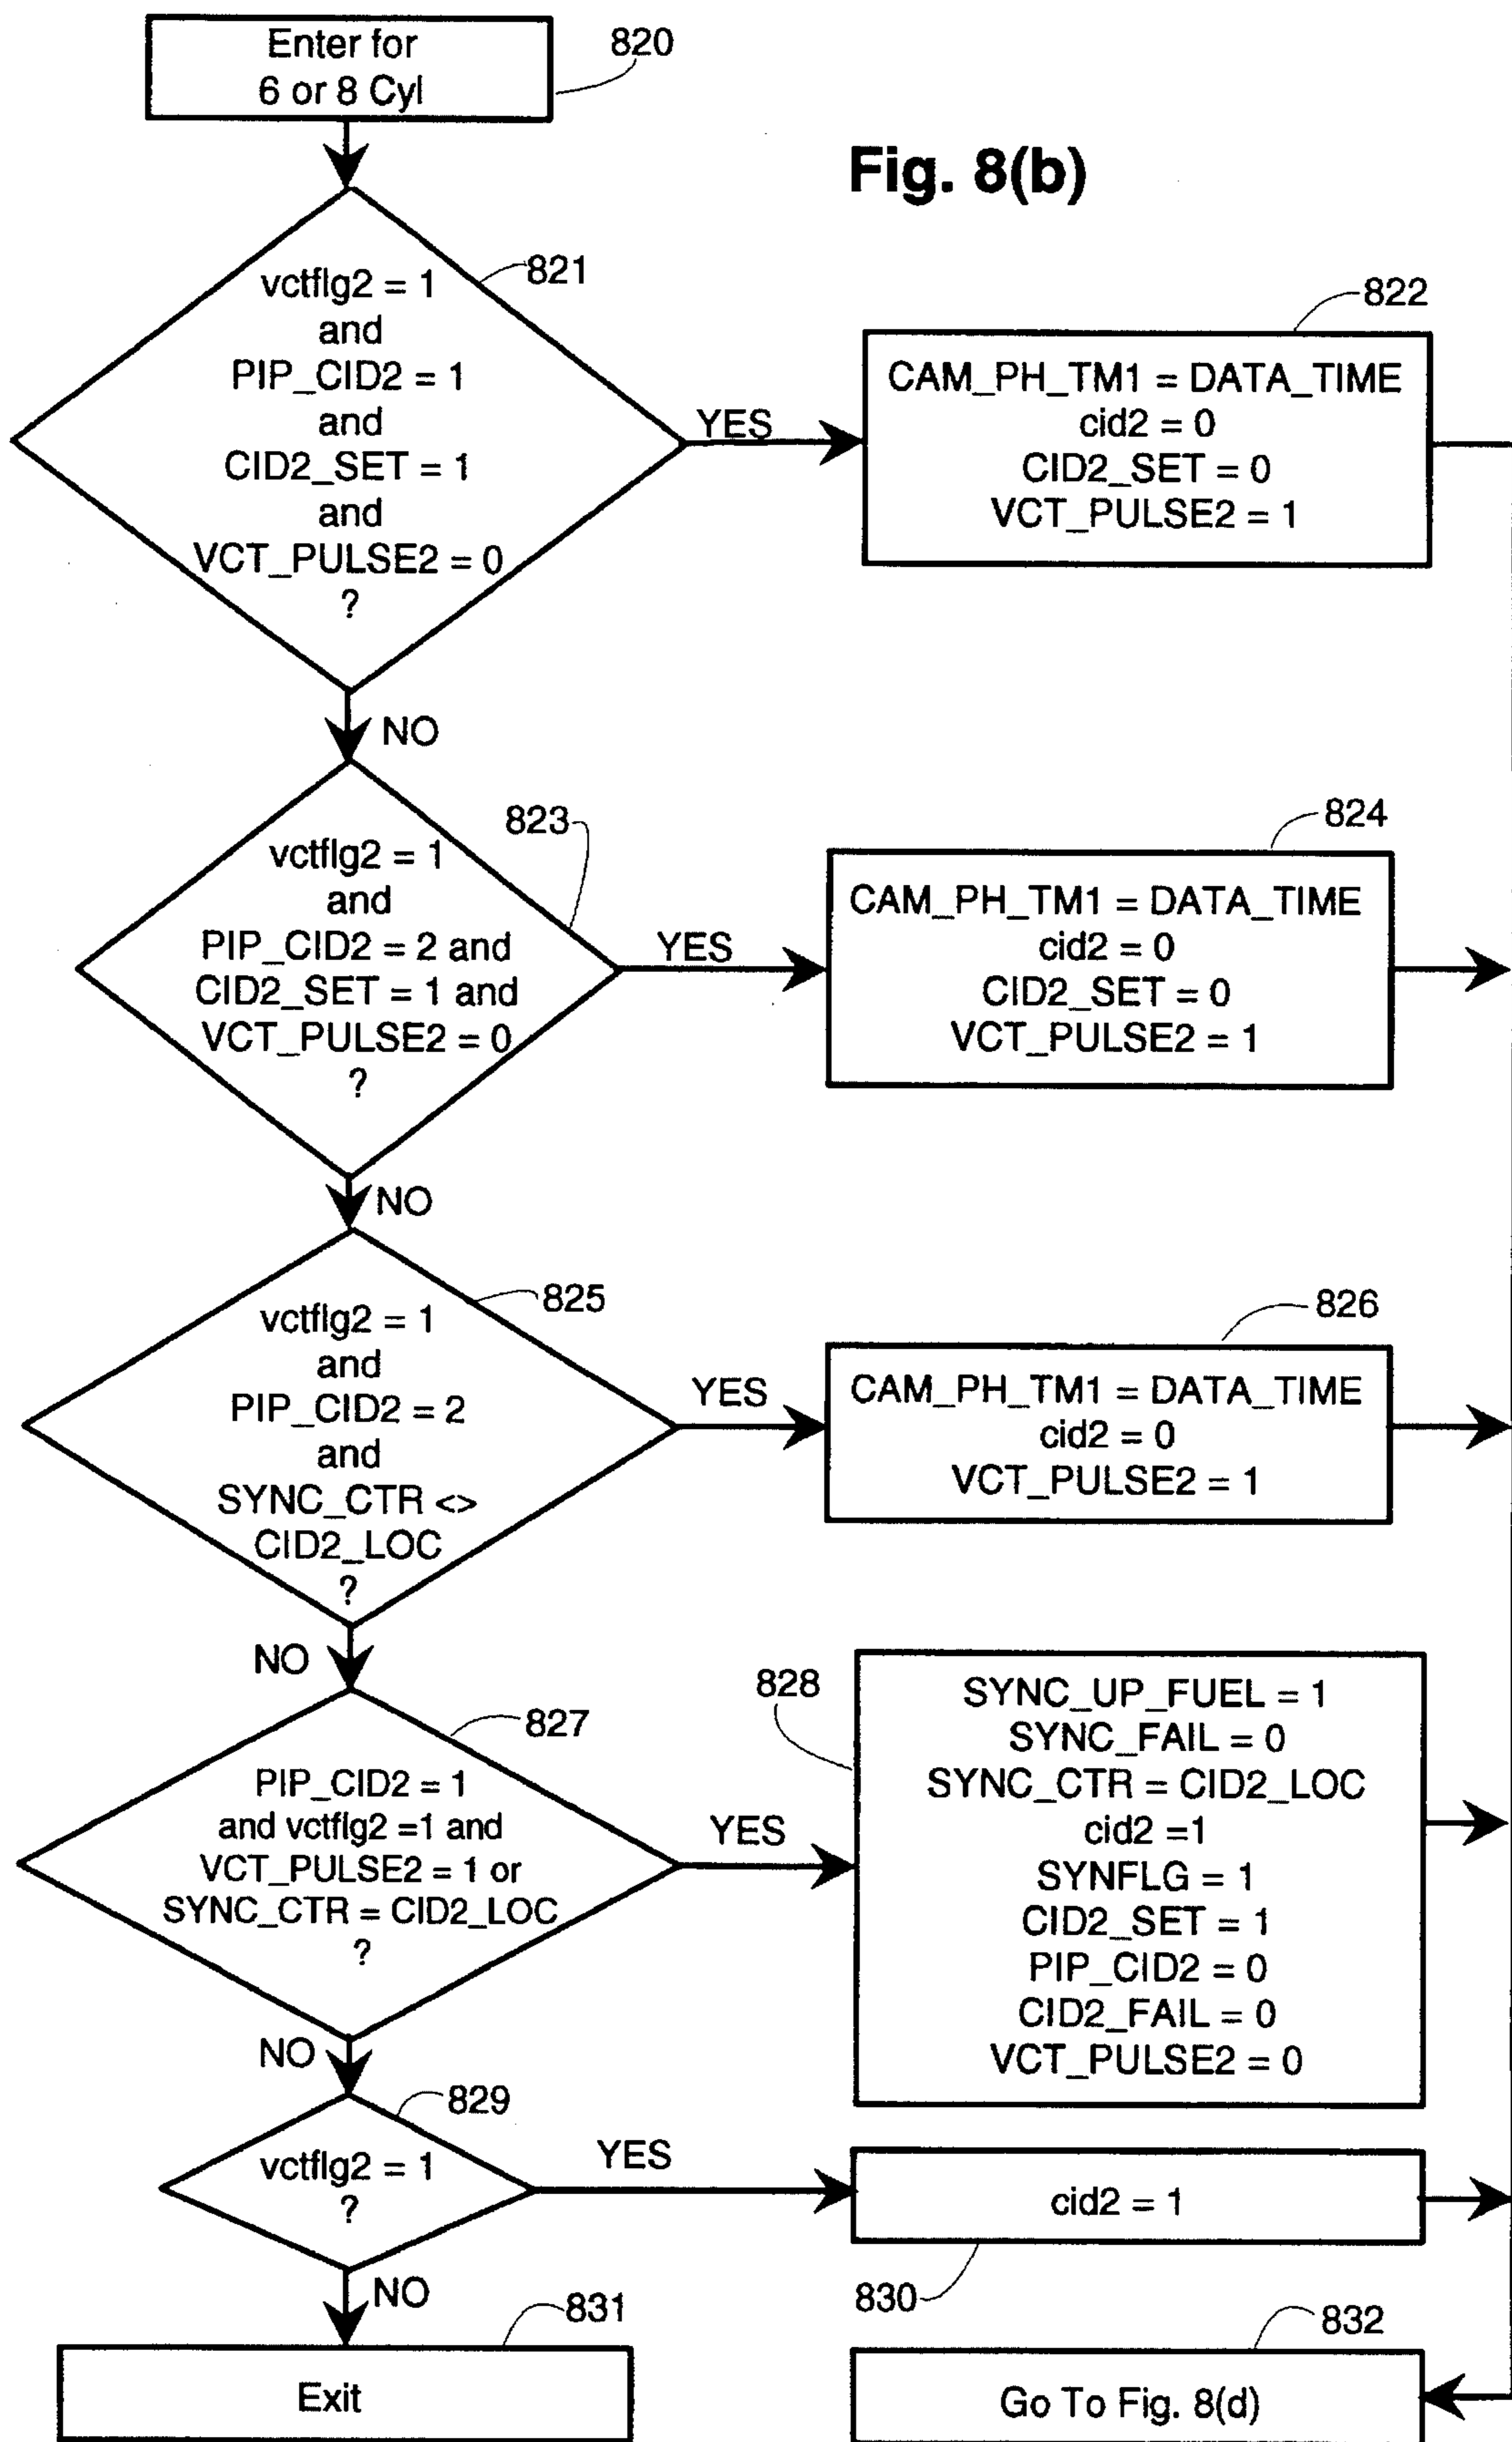 Enter for
6 or 8 Cyl
820
Fig. 8(b)
vctflg2 = 1
and
PIP_CID2 = 1
and
CID2_SET = 1
and
VCT_PULSE2 = 0
?
821
YES
822
CAM_PH_TM1 = DATA_TIME
cid2 = 0
CID2_SET = 0
VCT_PULSE2 = 1
NO
823
vctflg2 = 1
and
PIP_CID2 = 2 and
CID2_SET = 1 and
VCT_PULSE2 = 0
?
YES
824
CAM_PH_TM1 = DATA_TIME
cid2 = 0
CID2_SET = 0
VCT_PULSE2 = 1
NO
825
vctflg2 = 1
and
PIP_CID2 = 2
and
SYNC_CTR <>
CID2_LOC
?
YES
826
CAM_PH_TM1 = DATA_TIME
cid2 = 0
VCT_PULSE2 = 1
NO
827
PIP_CID2 = 1
and vctflg2 =1 and
VCT_PULSE2 = 1 or
SYNC_CTR = CID2_LOC
?
YES
828
SYNC_UP_FUEL = 1
SYNC_FAIL = 0
SYNC_CTR = CID2_LOC
cid2 =1
SYNFLG = 1
CID2_SET = 1
PIP_CID2 = 0
CID2_FAIL = 0
VCT_PULSE2 = 0
NO
829
vctflg2 = 1
?
YES
cid2 = 1
830
NO
831
Exit
832
Go To Fig. 8(d)